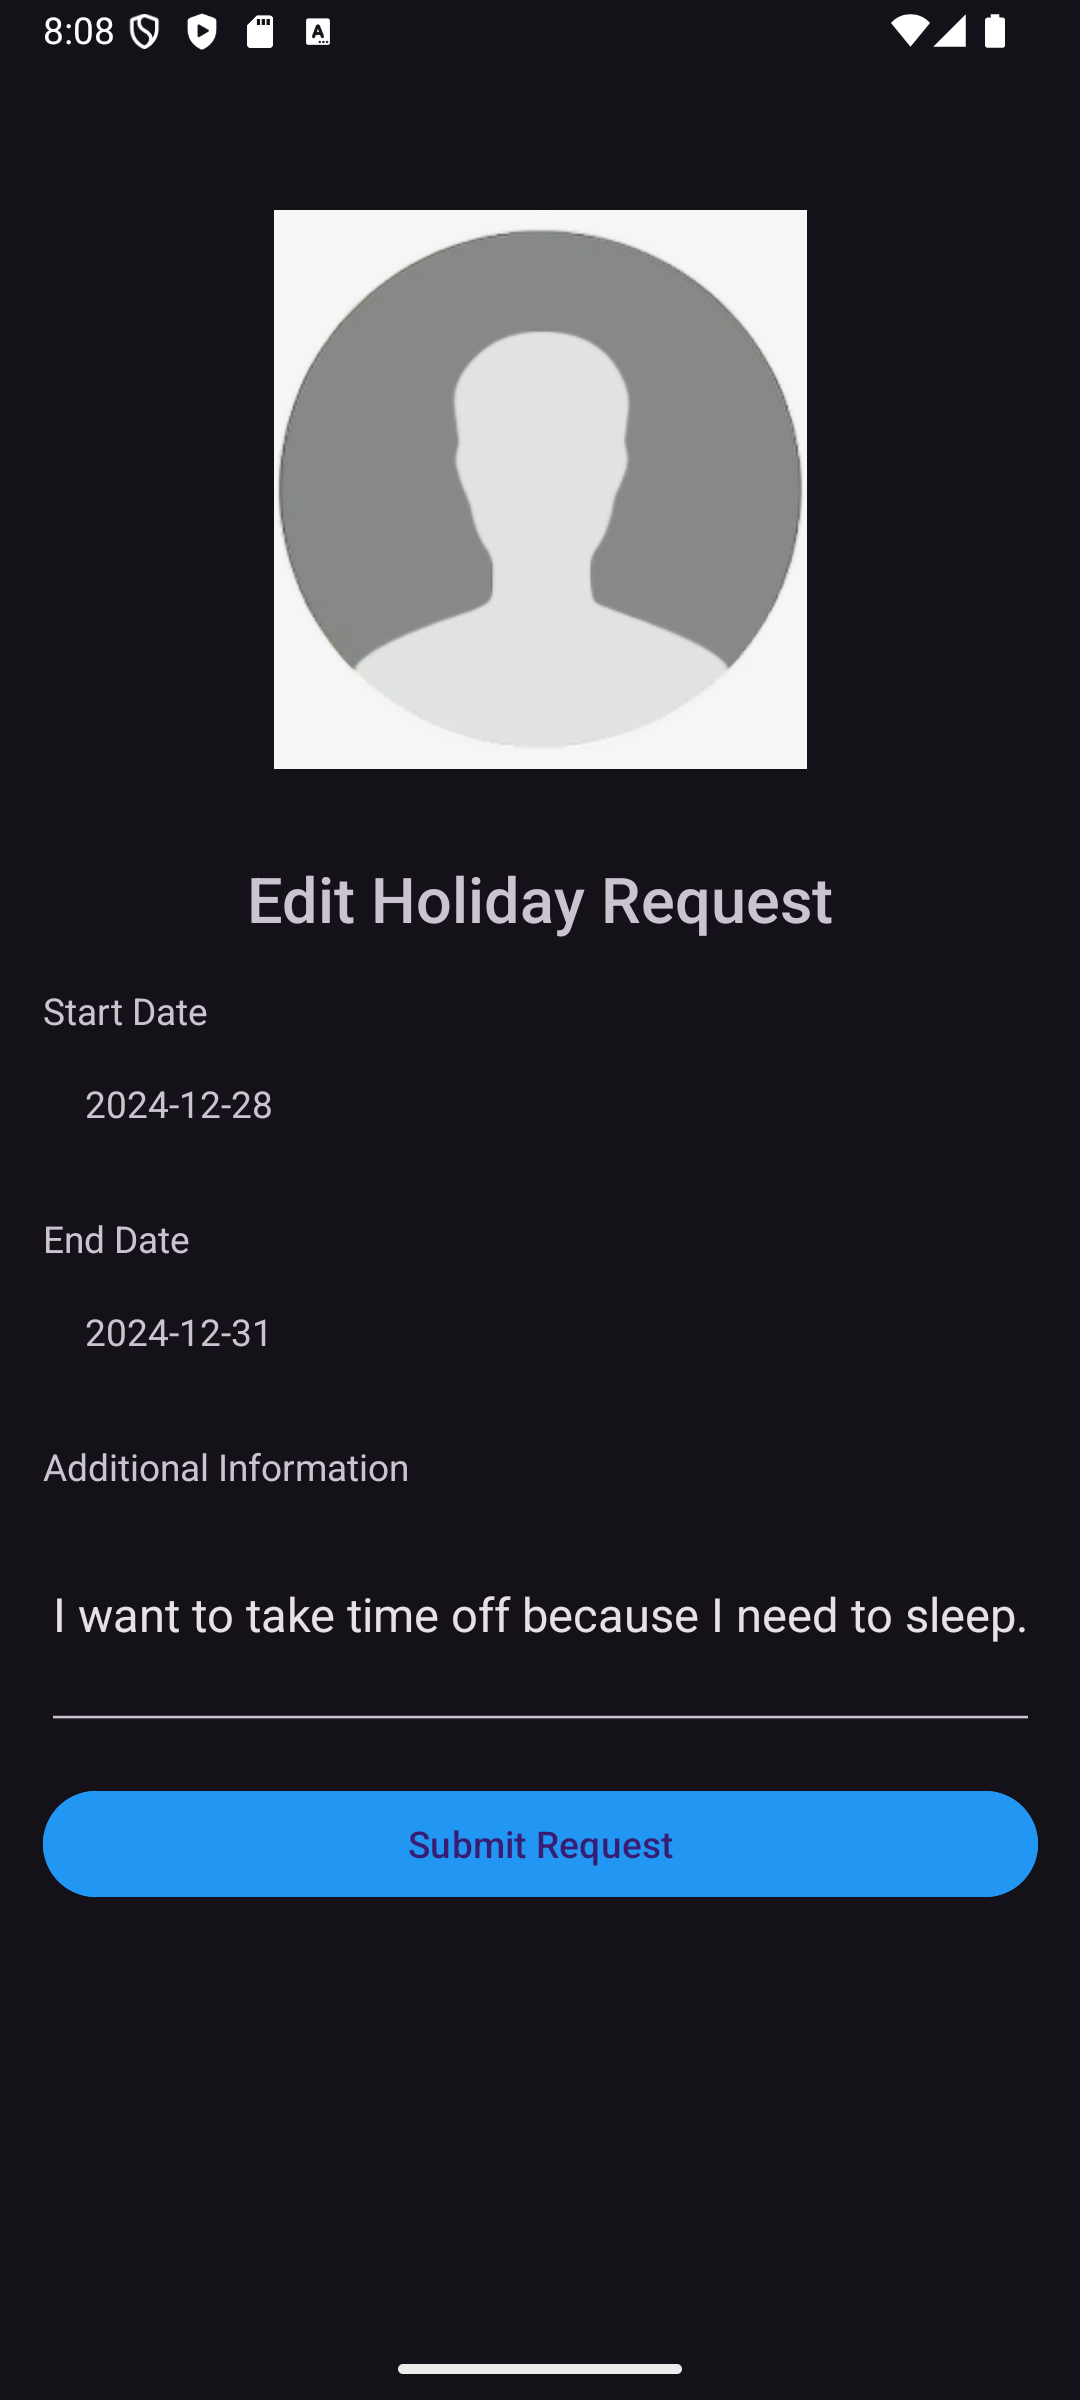 8:08
Edit Holiday Request
Start Date
2024-12-28
End Date
2024-12-31
Additional Information
I want to take time off because I need to sleep.
Submit Request